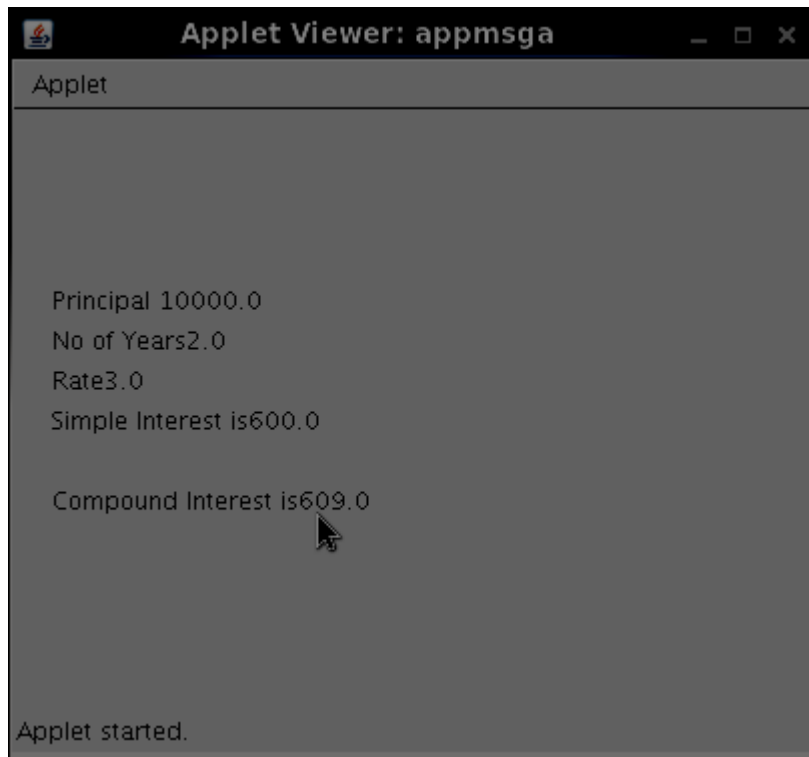 Applet Viewer: appmsga
Applet
Principal 10000.0
No of Years2.0
Rate3.0
Simple Interest is600.0
Compound Interest is609.0
Applet started.